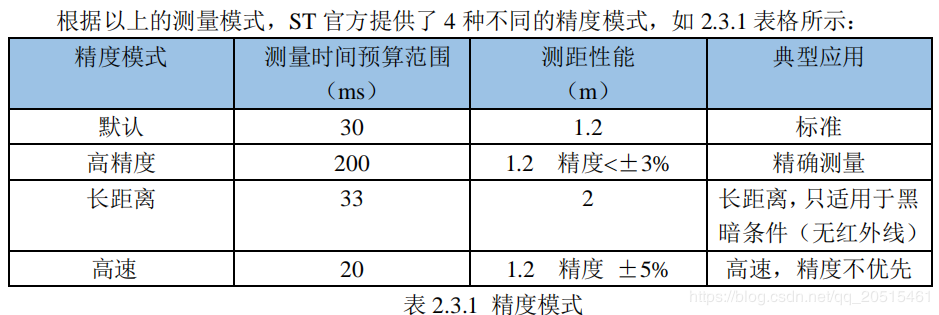 根据以上的测量模式，ST 官方提供了 4 种不同的精度模式，如 2.3.1 表格所示：
精度模式 测量时间预算范围（ms） 测距性能（m） 典型应用
默认 30 1.2 标准
高精度 200 1.2 精度<±3% 精确测量
长距离 33 2 长距离，只适用于黑暗条件（无红外线）
高速 20 1.2 精度 ±5% 高速，精度不优先
表 2.3.1 精度模式
https://blog.csdn.net/qq_20515461